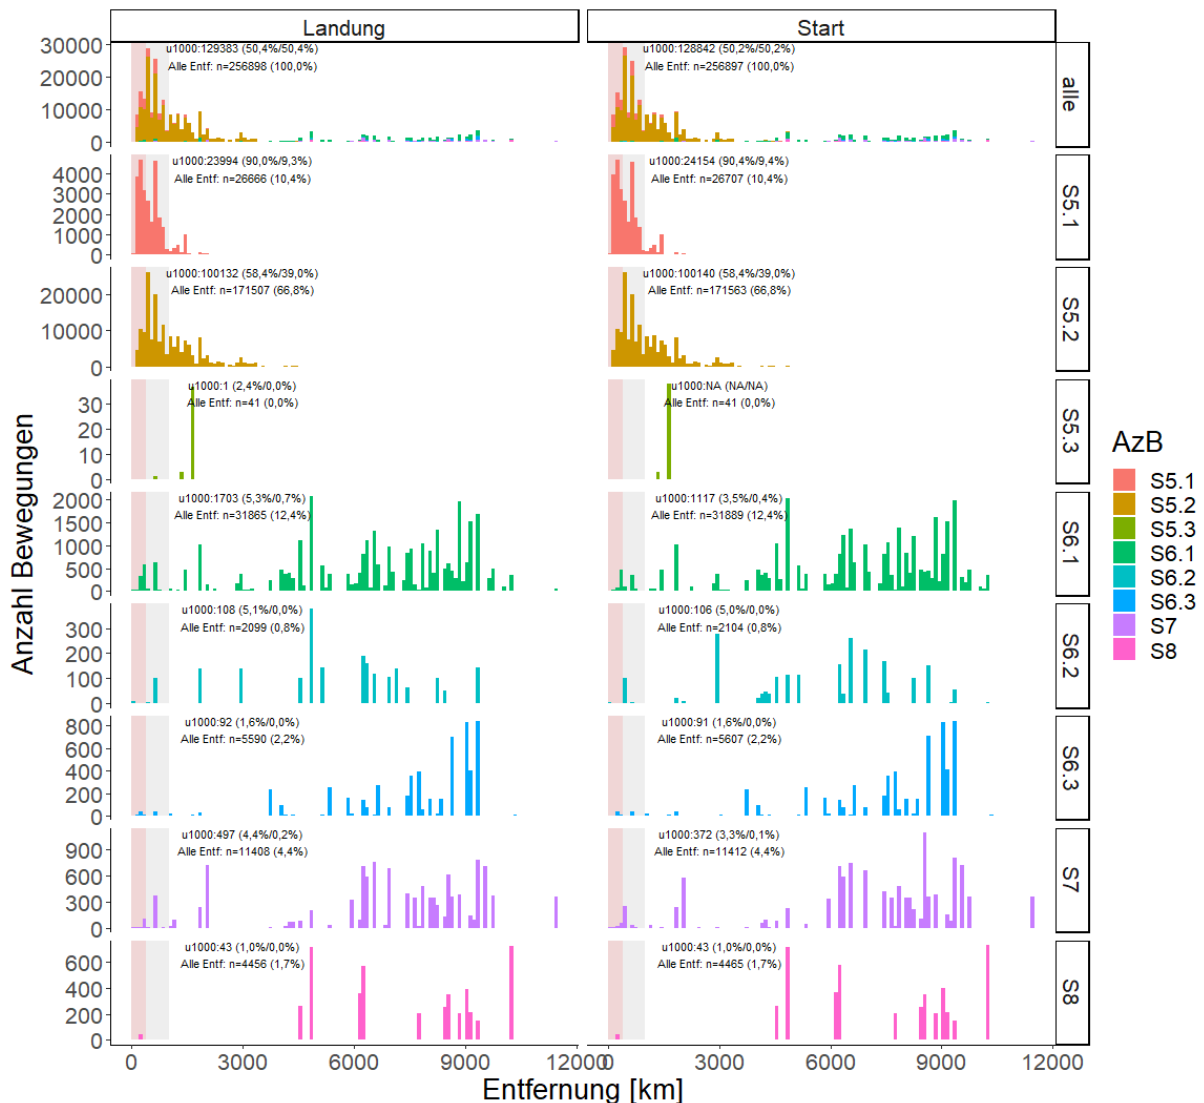 Landung
Start
30000
20000
10000
0
u1000:129383 (50,4%/50,4%)
Alle Entf: n=256898 (100,0%)
u1000:128842 (50,2%/50,2%)
Alle Entf: n=256897 (100,0%)
alle
4000
3000
2000
1000
0
u1000:23994 (90,0%/9,3%)
Alle Entf: n=26666 (10,4%)
u1000:24154 (90,4%/9,4%)
Alle Entf: n=26707 (10,4%)
S5.1
20000
10000
0
u1000:100132 (58,4%/39,0%)
Alle Entf: n=171507 (66,8%)
u1000:100140 (58,4%/39,0%)
Alle Entf: n=171563 (66,8%)
S5.2
30
20
10
0
u1000:1 (2,4%/0,0%)
Alle Entf: n=41 (0,0%)
u1000:NA (NA/NA)
Alle Entf: n=41 (0,0%)
S5.3
2000
1500
1000
500
0
u1000:1703 (5,3%/0,7%)
Alle Entf: n=31865 (12,4%)
u1000:1117 (3,5%/0,4%)
Alle Entf: n=31889 (12,4%)
S6.1
300
200
100
0
u1000:108 (5,1%/0,0%)
Alle Entf: n=2099 (0,8%)
u1000:106 (5,0%/0,0%)
Alle Entf: n=2104 (0,8%)
S6.2
800
600
400
200
0
u1000:92 (1,6%/0,0%)
Alle Entf: n=5590 (2,2%)
u1000:91 (1,6%/0,0%)
Alle Entf: n=5607 (2,2%)
S6.3
900
600
300
0
u1000:497 (4,4%/0,2%)
Alle Entf: n=11408 (4,4%)
u1000:372 (3,3%/0,1%)
Alle Entf: n=11412 (4,4%)
S7
600
400
200
0
u1000:43 (1,0%/0,0%)
Alle Entf: n=4456 (1,7%)
u1000:43 (1,0%/0,0%)
Alle Entf: n=4465 (1,7%)
S8
0 3000 6000 9000 12000
0 3000 6000 9000 12000
Entfernung [km]
Anzahl Bewegungen
AzB
S5.1
S5.2
S5.3
S6.1
S6.2
S6.3
S7
S8